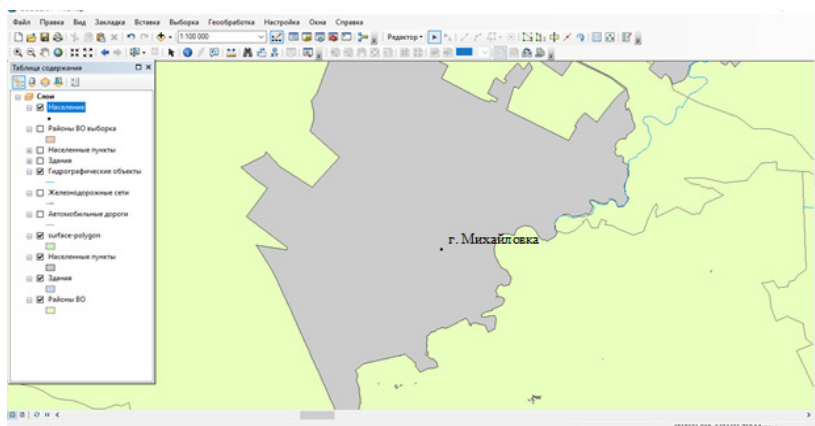 Файл Правка Вид Закладка Вставка Выборка Геообработка Настройка Окна Справка
1:100 000
Редактор
Таблица содержания
Слои
Население
Районы ВО выборка
Населенные пункты
Здания
Гидрографические объекты
Железнодорожные сети
Автомобильные дороги
surface-polygon
Населенные пункты
Здания
Районы ВО
г. Михайловка